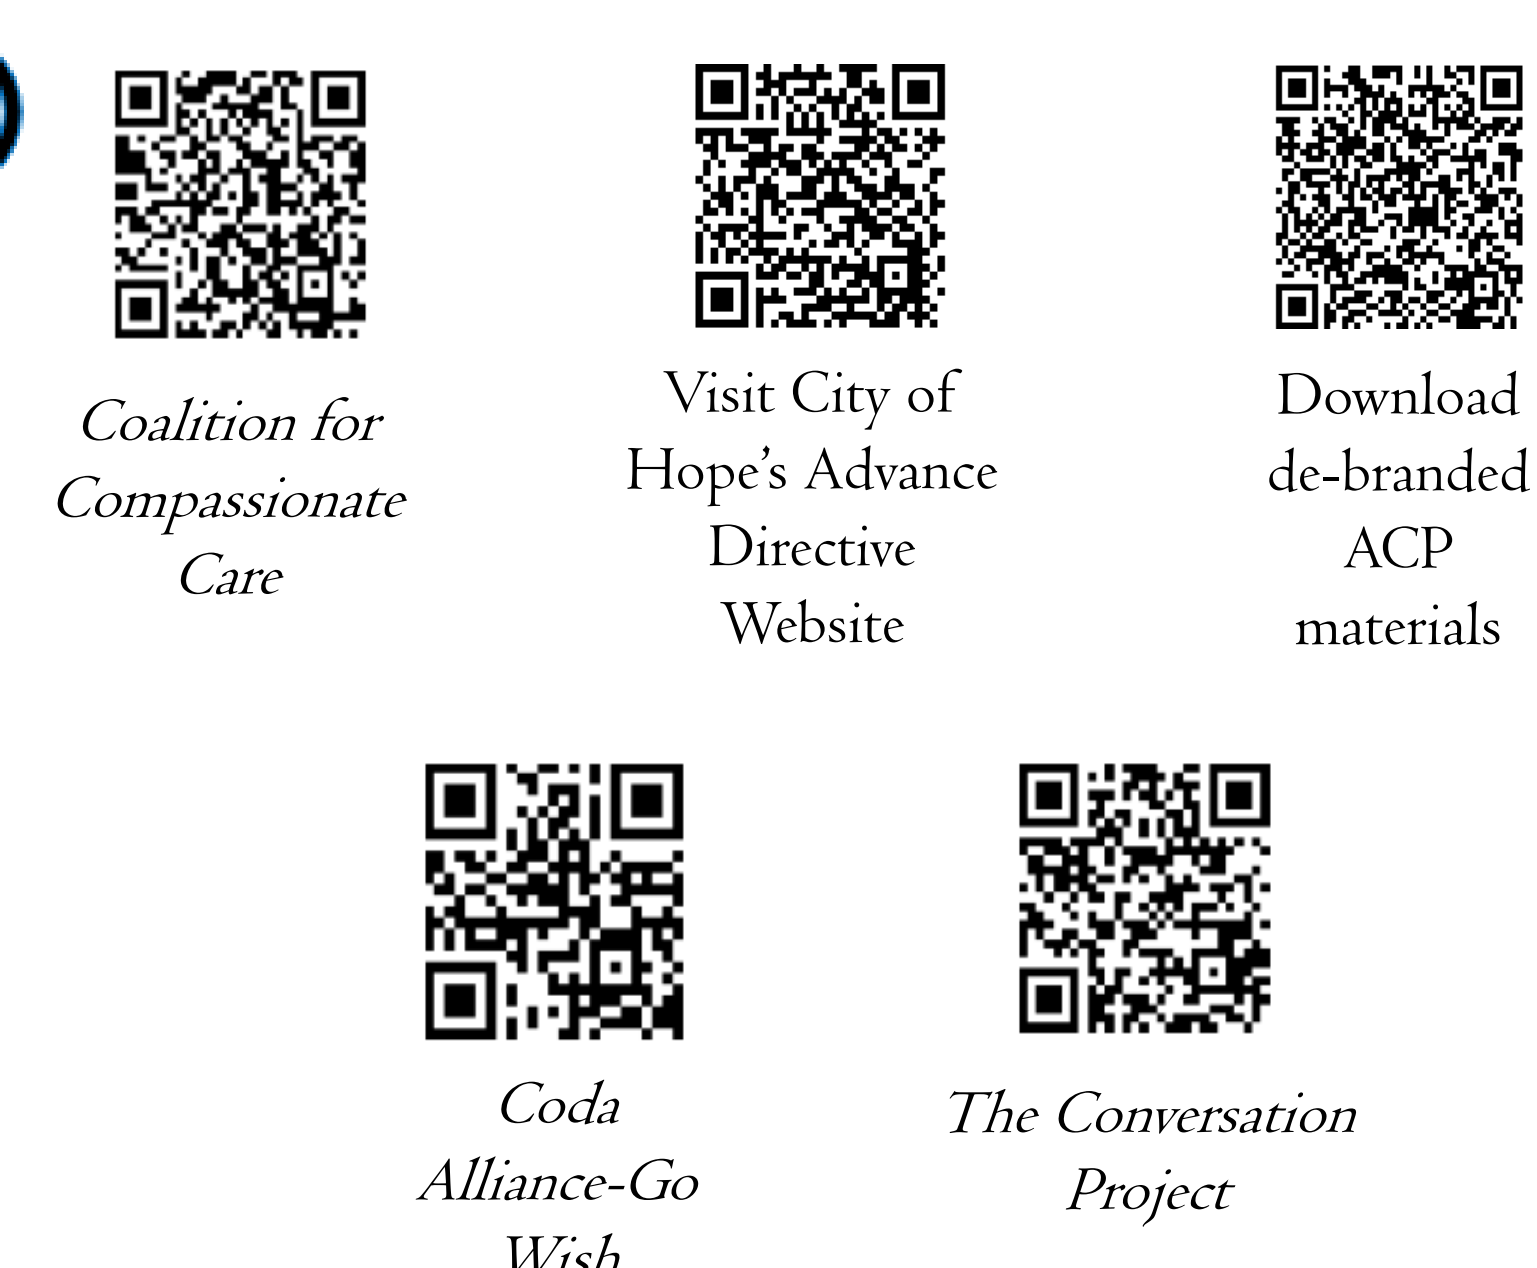 Coalition for
Compassionate
Care
Visit City of
Hope’s Advance
Directive
Website
Download
de-branded
ACP
materials
Coda
Alliance-Go
Wish
The Conversation
Project